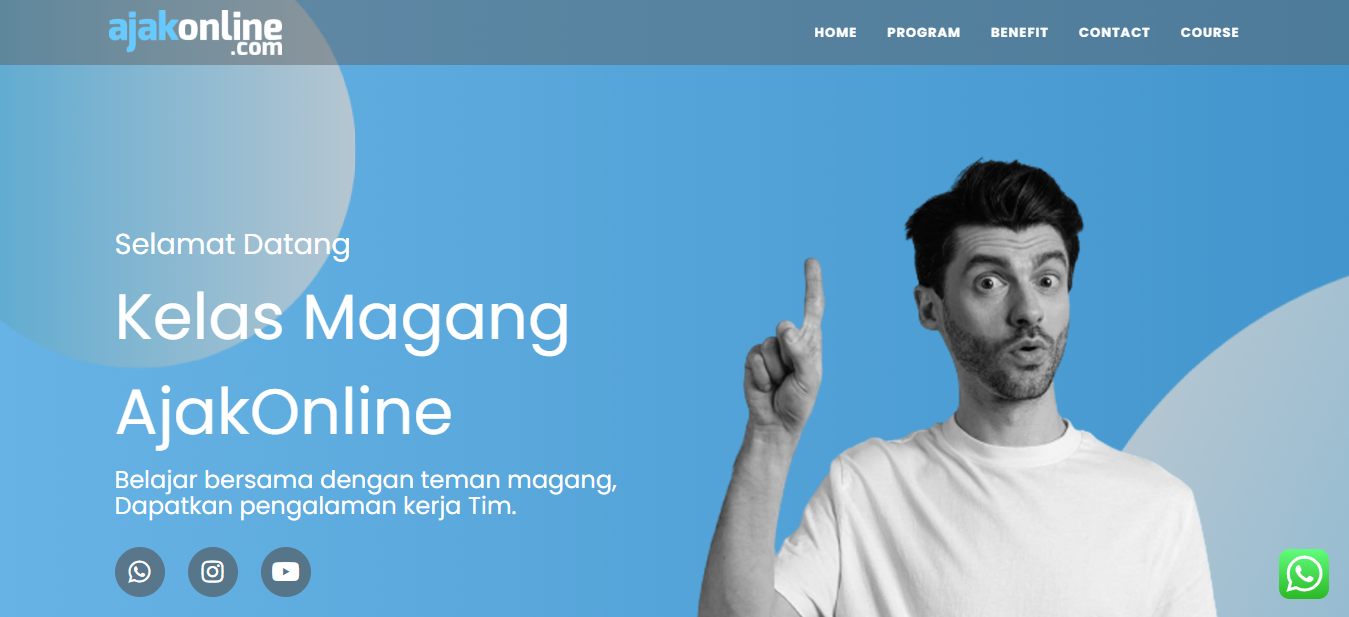 ajakonline
.com
HOME PROGRAM BENEFIT CONTACT COURSE
Selamat Datang
Kelas Magang
AjakOnline
Belajar bersama dengan teman magang,
Dapatkan pengalaman kerja Tim.